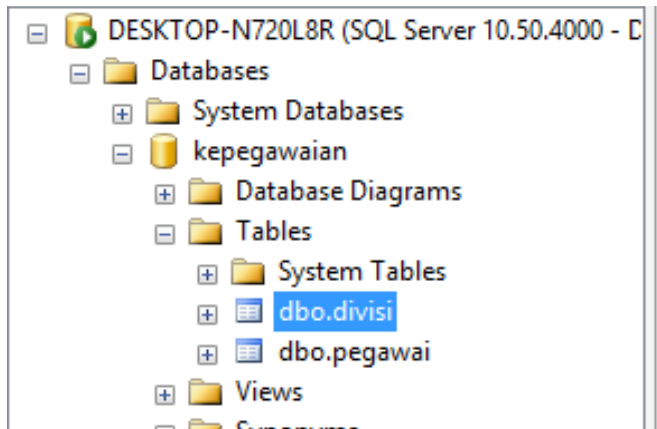 DESKTOP-N720L8R (SQL Server 10.50.4000 - D
Databases
System Databases
kepegawaian
Database Diagrams
Tables
System Tables
dbo.divisi
dbo.pegawai
Views